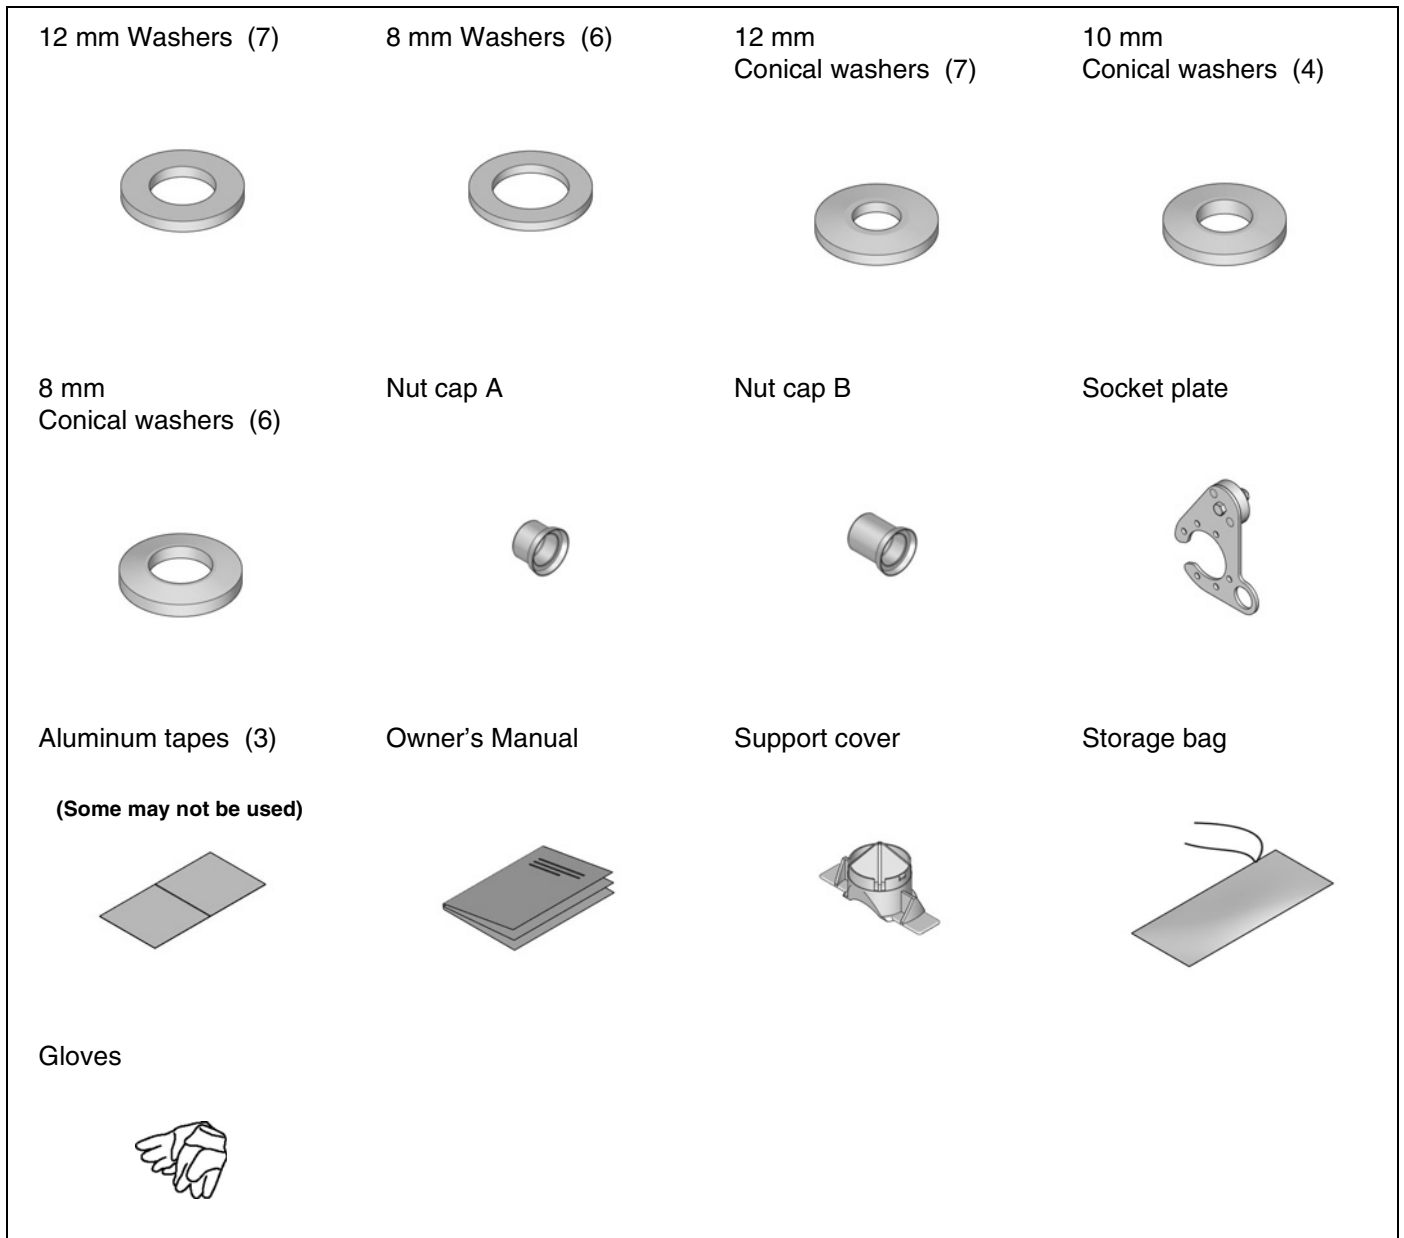 12 mm Washers (7)
8 mm Washers (6)
12 mm
Conical washers (7)
10 mm
Conical washers (4)
8 mm
Conical washers (6)
Nut cap A
Nut cap B
Socket plate
Aluminum tapes (3)
(Some may not be used)
Owner's Manual
Support cover
Storage bag
Gloves